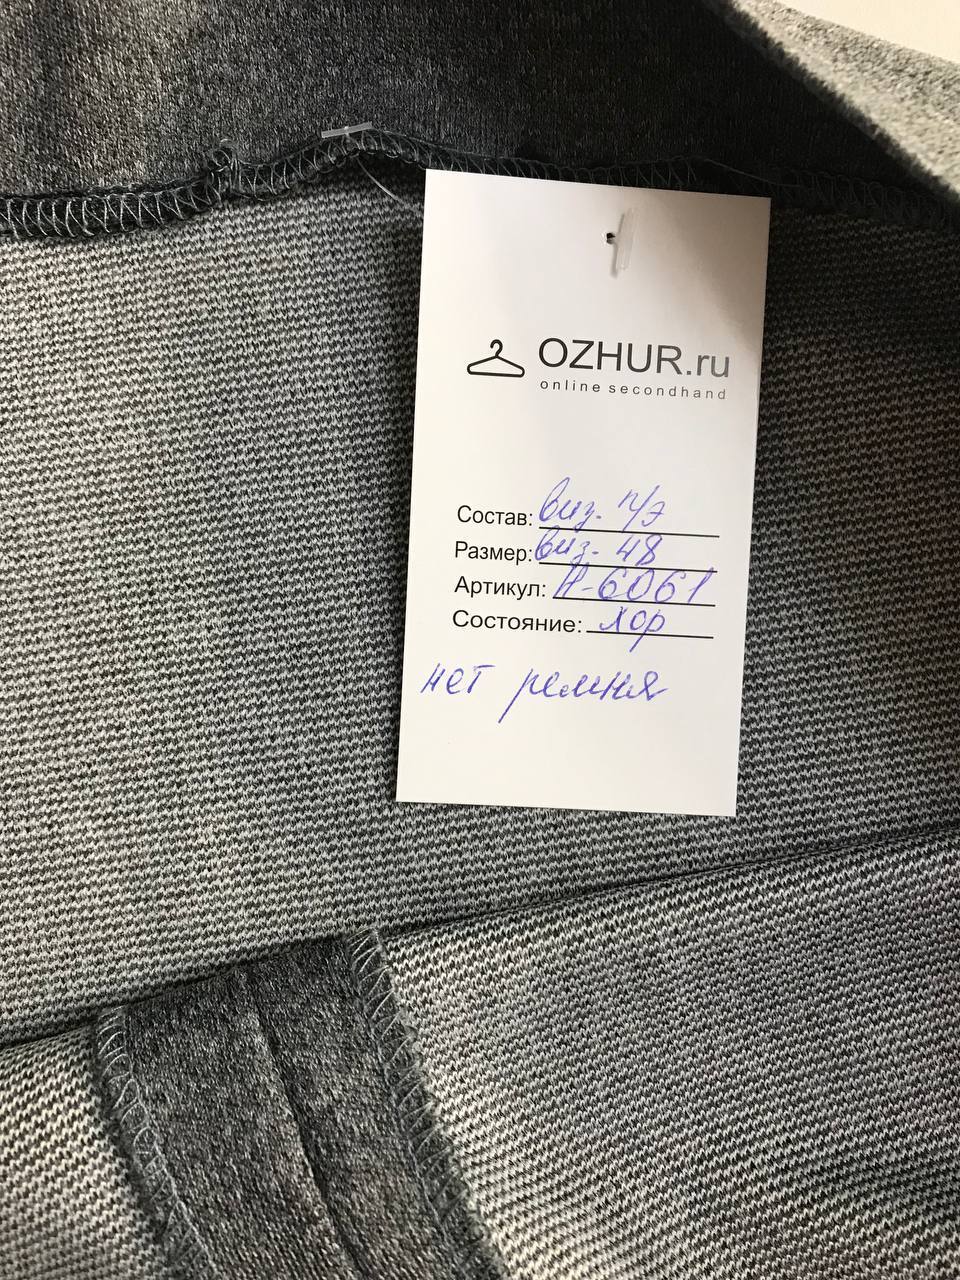 OZHUR.ru
online secondhand
Состав: виз. п/э
Размер: виз. 48
Артикул: Н-6061
Состояние: хор
нет ремня